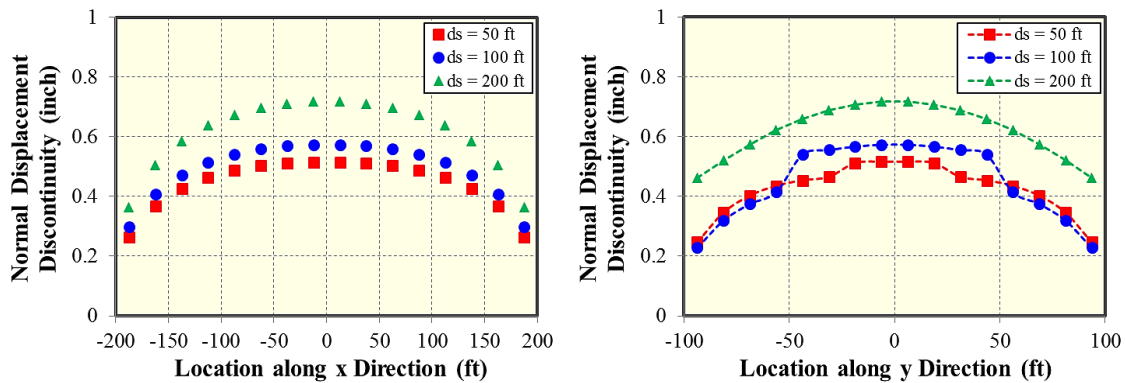 Normal Displacement
Discontinuity (inch)
1
0.8
0.6
0.4
0.2
0
ds = 50 ft
ds = 100 ft
ds = 200 ft
-200 -150 -100 -50 0 50 100 150 200
Location along x Direction (ft)
Normal Displacement
Discontinuity (inch)
1
0.8
0.6
0.4
0.2
0
ds = 50 ft
ds = 100 ft
ds = 200 ft
-100 -50 0 50 100
Location along y Direction (ft)